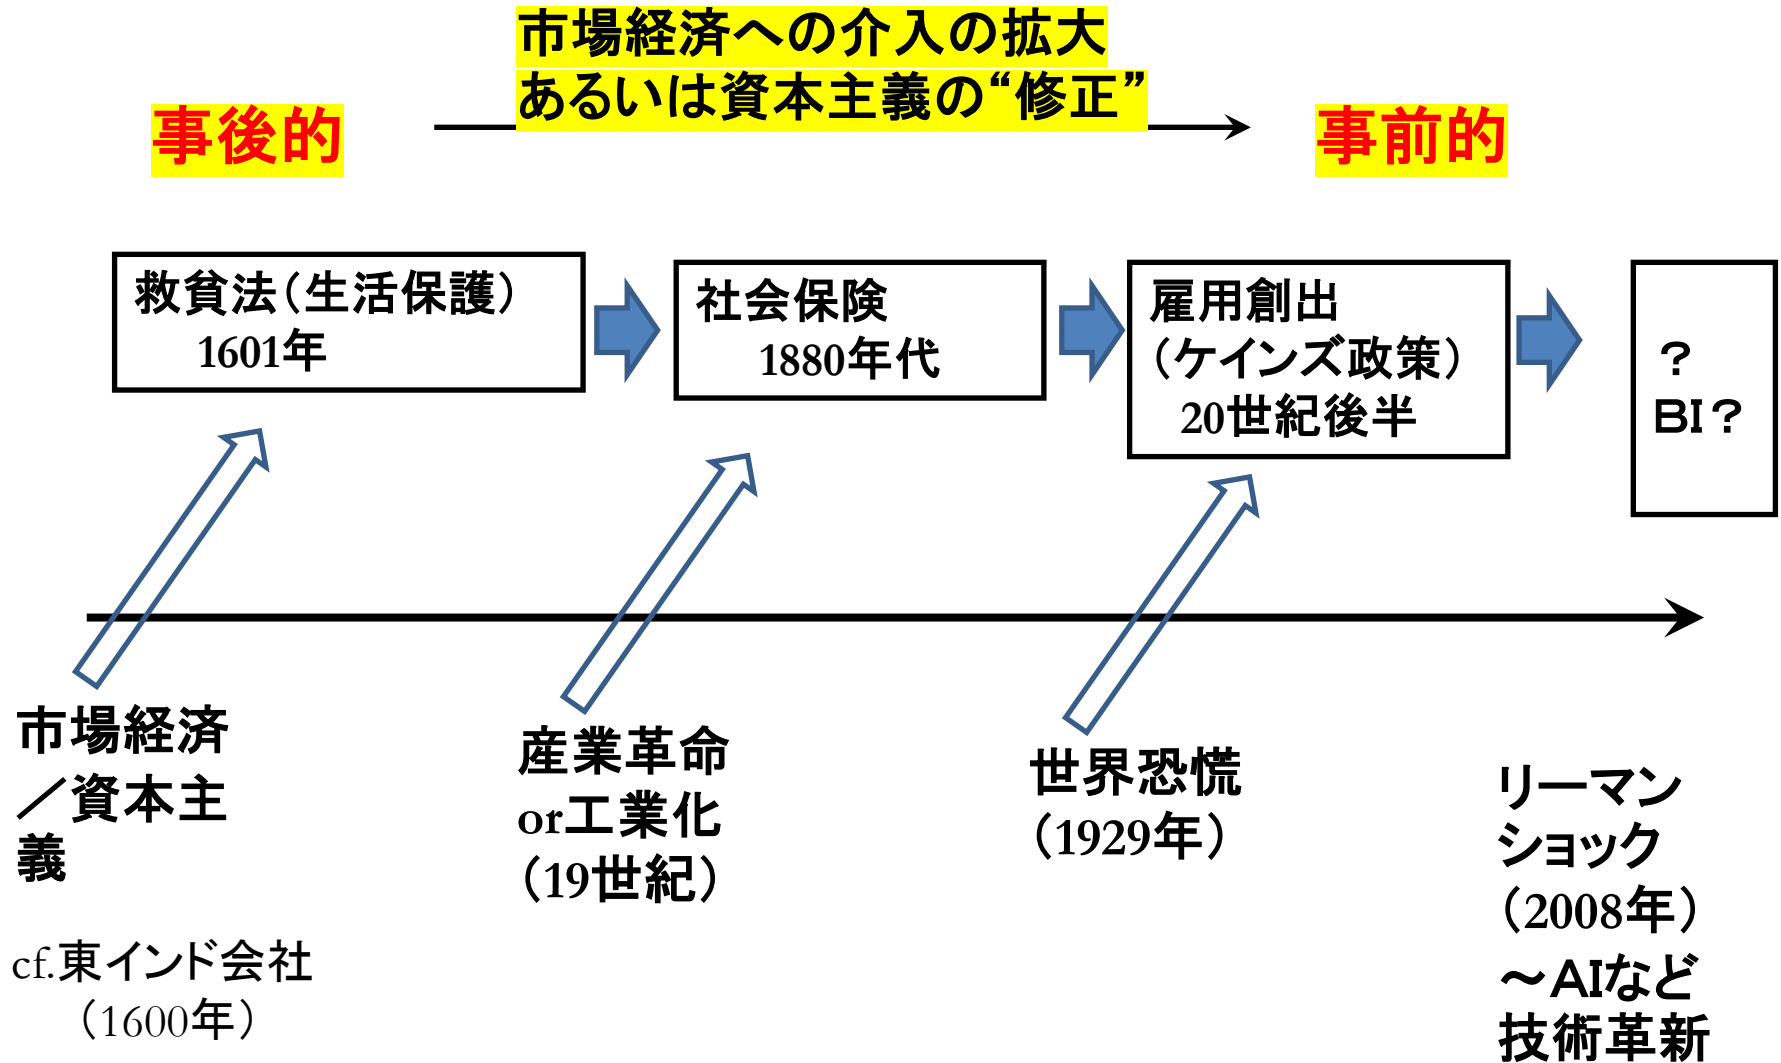 市場経済への介入の拡大
あるいは資本主義の“修正”
事後的
事前的
救貧法（生活保護）
1601年
社会保険
1880年代
雇用創出
（ケインズ政策）
20世紀後半
？
ＢＩ？
市場経済
／資本主
義
cf.東インド会社
（1600年）
産業革命
or工業化
（19世紀）
世界恐慌
（1929年）
リーマン
ショック
（2008年）
～ＡＩなど
技術革新